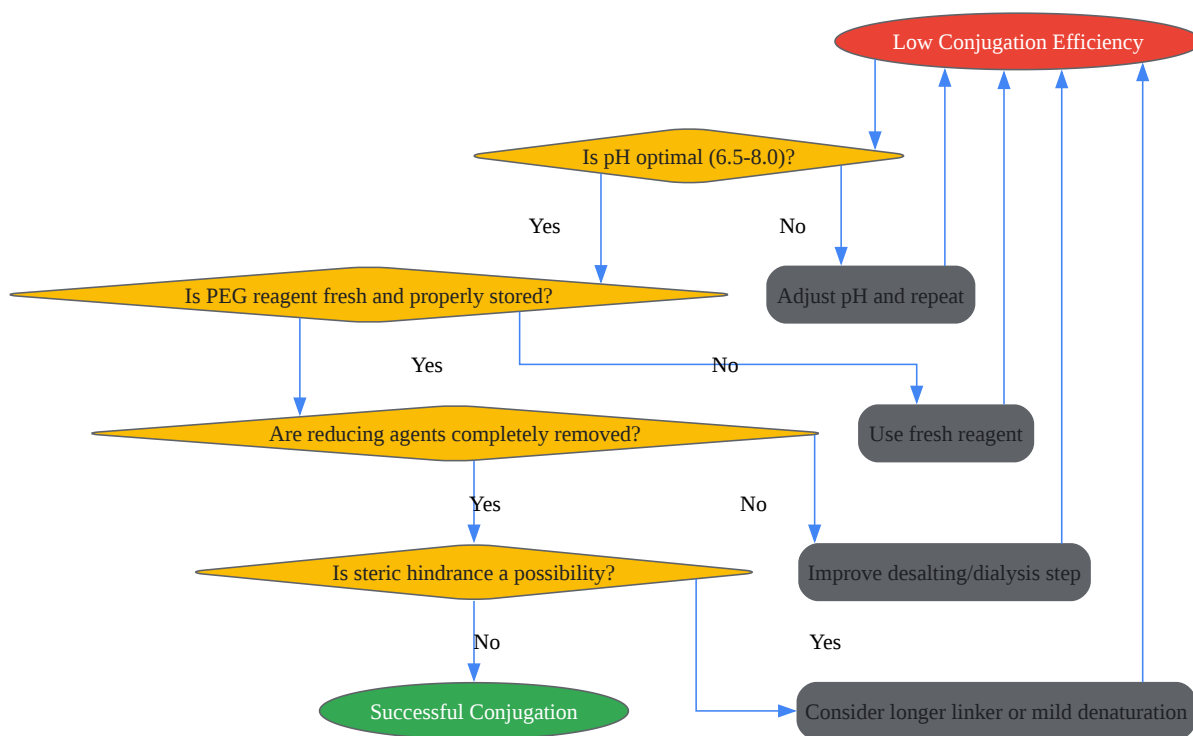 Low Conjugation Efficiency
Is pH optimal (6.5-8.0)?
Yes
No
Is PEG reagent fresh and properly stored?
Adjust pH and repeat
Yes
No
Are reducing agents completely removed?
Use fresh reagent
Yes
No
Is steric hindrance a possibility?
Improve desalting/dialysis step
No
Yes
Successful Conjugation
Consider longer linker or mild denaturation